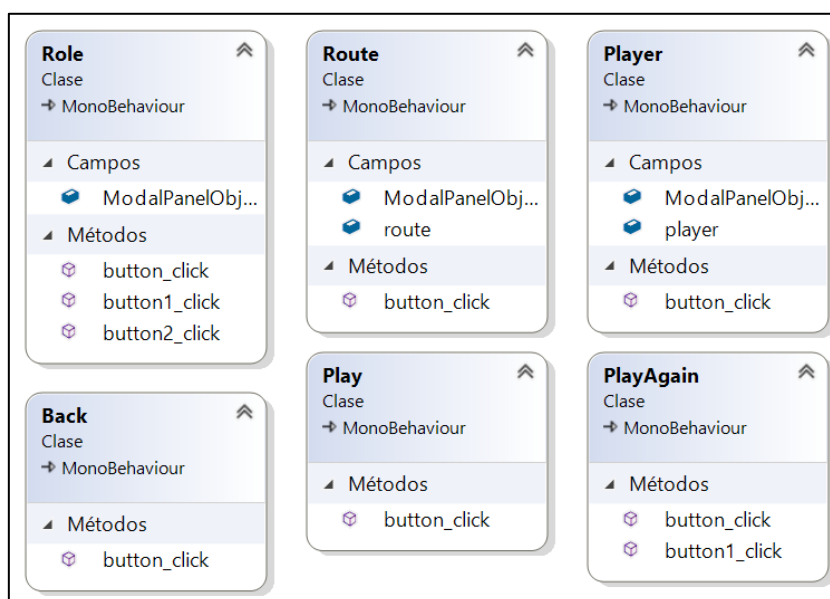 Role
Clase
MonoBehaviour
Campos
ModalPanelObj...
Métodos
button_click
button1_click
button2_click
Route
Clase
MonoBehaviour
Campos
ModalPanelObj...
route
Métodos
button_click
Player
Clase
MonoBehaviour
Campos
ModalPanelObj...
player
Métodos
button_click
Back
Clase
MonoBehaviour
Métodos
button_click
Play
Clase
MonoBehaviour
Métodos
button_click
PlayAgain
Clase
MonoBehaviour
Métodos
button_click
button1_click